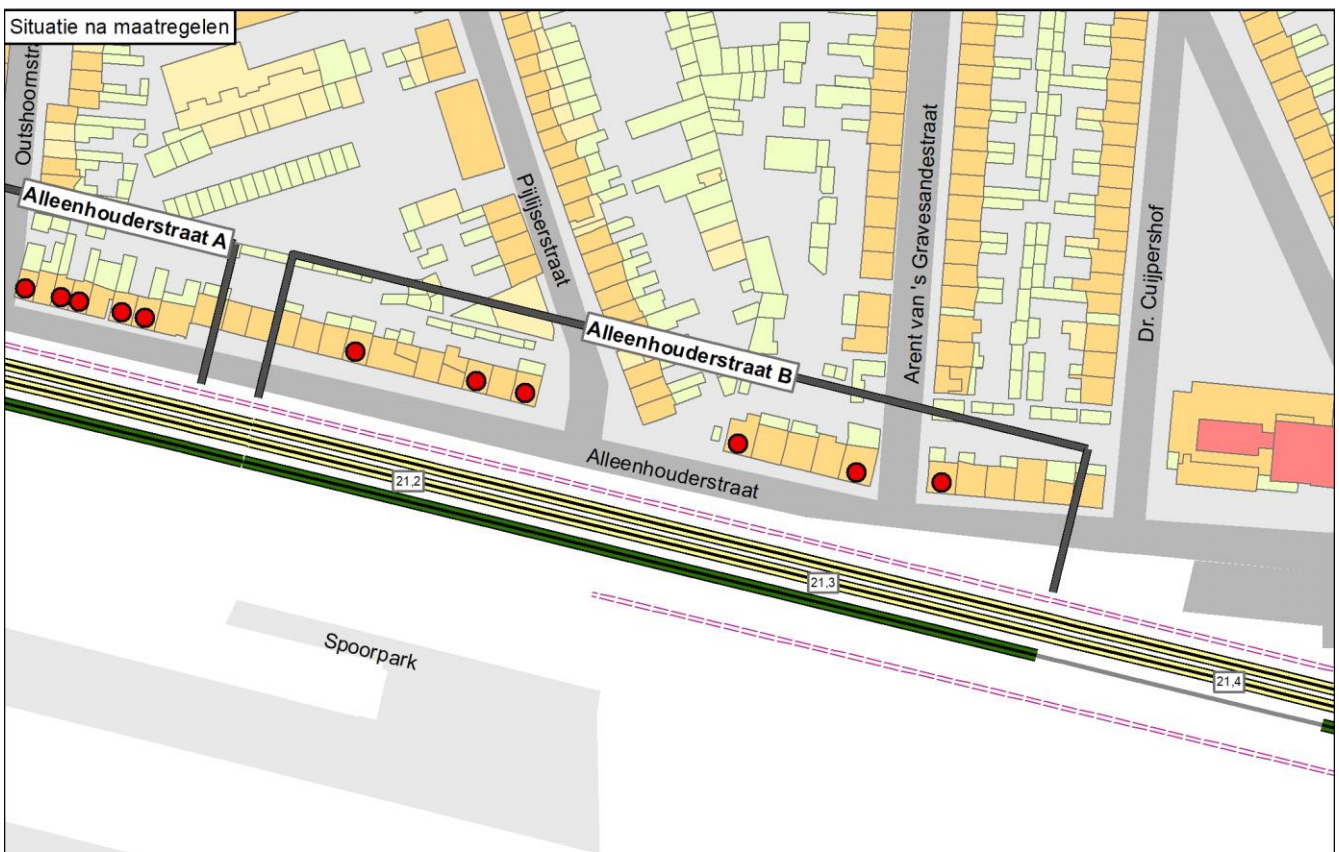 Situatie na maatregelen
Outshoornstr
Alleenhouderstraat A
Pijlijserstraat
Alleenhouderstraat B
Arent van 's Gravesandestraat
Dr. Cuijpershof
Alleenhouderstraat
21,2
21,3
21,4
Spoorpark